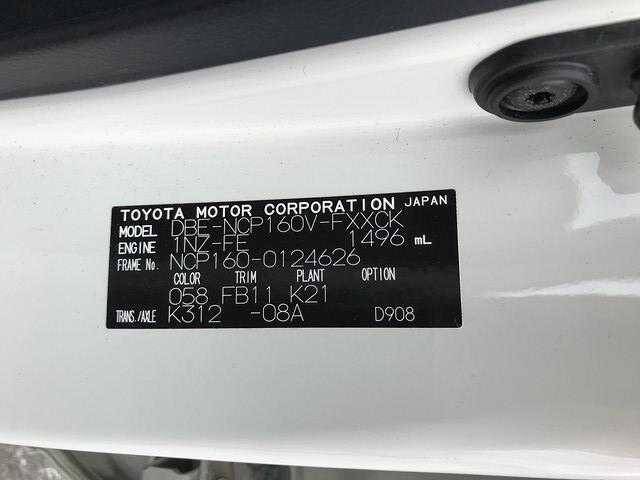 TOYOTA MOTOR CORPORATION JAPAN
MODEL DBE-NCP160V-FXXCK
ENGINE 1NZ-FE 1496 mL
FRAME No. NCP160-0124626
COLOR TRIM PLANT OPTION
058 FB11 K21
TRANS./AXLE K312 -08A D908